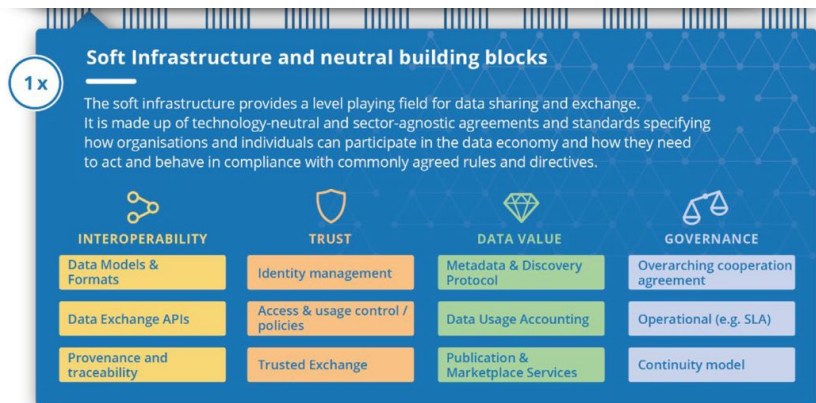 Soft Infrastructure and neutral building blocks
1x
The soft infrastructure provides a level playing field for data sharing and exchange.
It is made up of technology-neutral and sector-agnostic agreements and standards specifying
how organisations and individuals can participate in the data economy and how they need
to act and behave in compliance with commonly agreed rules and directives.
INTEROPERABILITY
Data Models &
Formats
Data Exchange APIs
Provenance and
traceability
TRUST
Identity management
Access & usage control /
policies
Trusted Exchange
DATA VALUE
Metadata & Discovery
Protocol
Data Usage Accounting
Publication &
Marketplace Services
GOVERNANCE
Overarching cooperation
agreement
Operational (e.g. SLA)
Continuity model